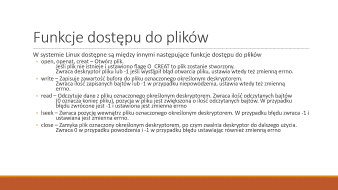 Funkcje dostępu do plików
W systemie Linux dostępne są między innymi następujące funkcje dostępu do plików
◦ open, openat, creat – Otwórz plik.
Jeśli plik nie istnieje i ustawiono flagę O_CREAT to plik zostanie stworzony.
Zwraca deskryptor pliku lub -1 jeśli wystąpił błąd otwarcia pliku, ustawia wtedy też zmienną errno.
◦ write – Zapisuje zawartość bufora do pliku oznaczonego określonym deskryptorem.
Zwraca ilość zapisanych bajtów lub -1 w przypadku niepowodzenia, ustawia wtedy też zmienną
errno.
◦ read – Odczytuje dane z pliku oznaczonego określonym deskryptorem. Zwraca ilość odczytanych bajtów
(0 oznacza koniec pliku), pozycja w pliku jest zwiększona o ilość odczytanych bajtów. W przypadku
błędu zwrócone jest -1 i ustawiona jest zmienna errno
◦ lseek – Zwraca pozycję wewnątrz pliku oznaczonego określonym deskryptorem. W przypadku błędu zwraca -1 i
ustawiana jest zmienna errno.
◦ close – Zamyka plik oznaczony określonym deskryptorem, po czym zwalnia deskryptor do dalszego użycia.
Zwraca 0 w przypadku powodzenia i -1 w przypadku błędu ustawiając również zmienną errno